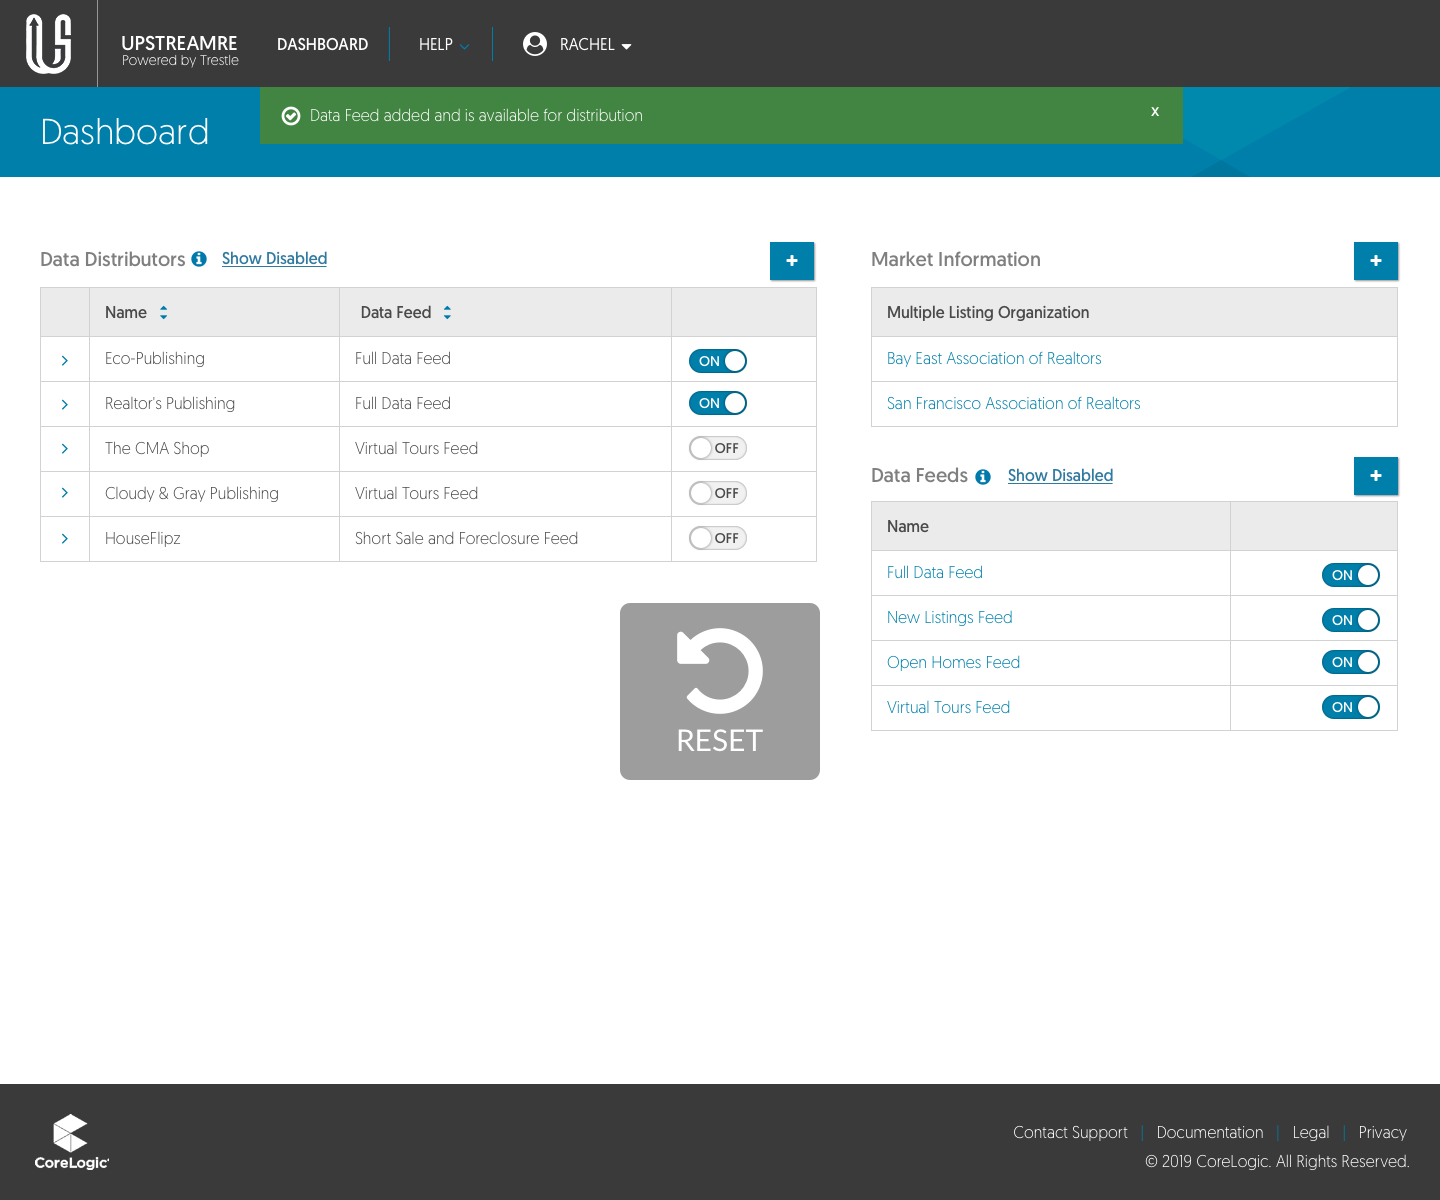 UPSTREAMRE
Powered by Trestle
DASHBOARD
HELP
RACHEL
Dashboard
Data Feed added and is available for distribution
x
Data Distributors
Show Disabled
Name
Data Feed
Eco-Publishing
Full Data Feed
ON
Realtor's Publishing
Full Data Feed
ON
The CMA Shop
Virtual Tours Feed
OFF
Cloudy & Gray Publishing
Virtual Tours Feed
OFF
HouseFlipz
Short Sale and Foreclosure Feed
OFF
RESET
Market Information
Multiple Listing Organization
Bay East Association of Realtors
San Francisco Association of Realtors
Data Feeds
Show Disabled
Name
Full Data Feed
ON
New Listings Feed
ON
Open Homes Feed
ON
Virtual Tours Feed
ON
CoreLogic
Contact Support | Documentation | Legal | Privacy
© 2019 CoreLogic. All Rights Reserved.